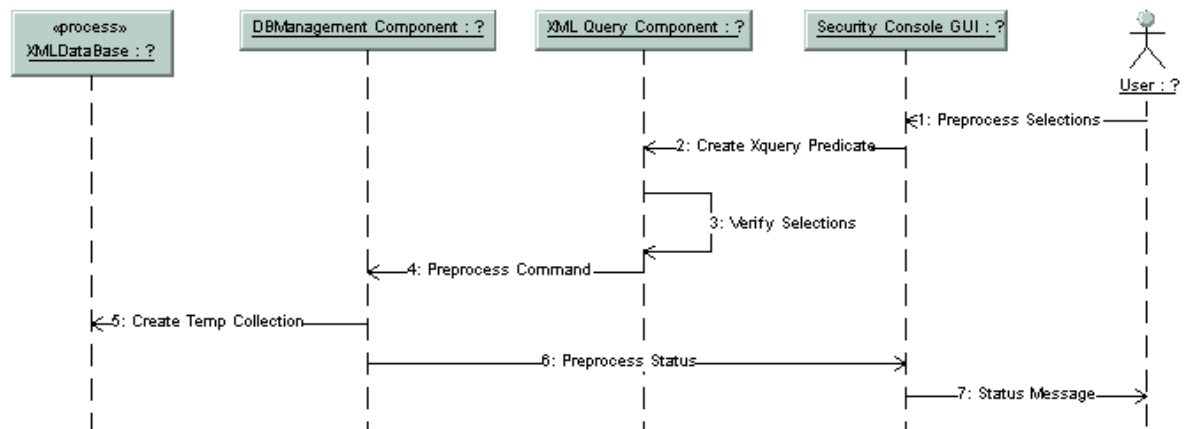 «process»
XMLDataBase : ?
DBManagement Component : ?
XML Query Component : ?
Security Console GUI : ?
User : ?
1: Preprocess Selections
2: Create Xquery Predicate
3: Verify Selections
4: Preprocess Command
5: Create Temp Collection
6: Preprocess Status
7: Status Message